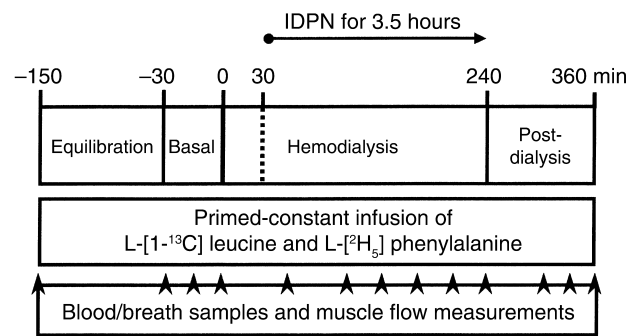 IDPN for 3.5 hours
–150 –30 0 30 240 360 min
Equilibration Basal Hemodialysis Post-
dialysis
Primed-constant infusion of
L-[1-¹³C] leucine and L-[²H₅] phenylalanine
Blood/breath samples and muscle flow measurements